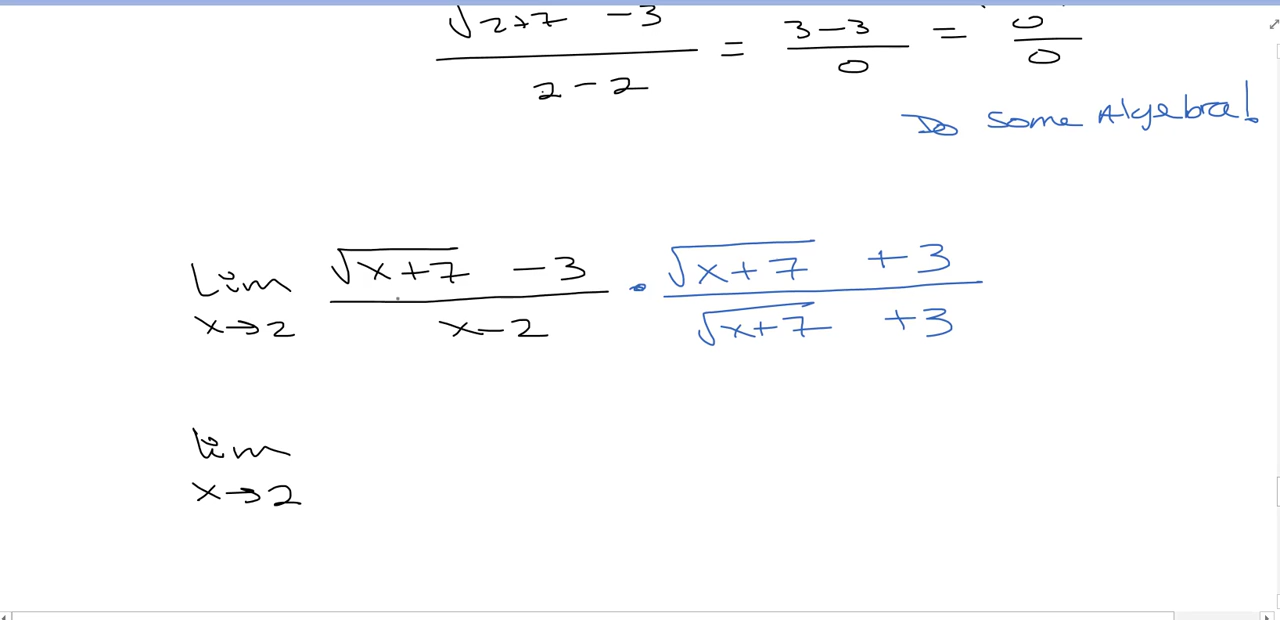 (√(2+7) -3)/(2-2) = (3-3)/0 = 0/0
Do some Algebra!
Lim x→2 (√(x+7) -3)/(x-2) · (√(x+7) +3)/(√(x+7) +3)
lim x→2